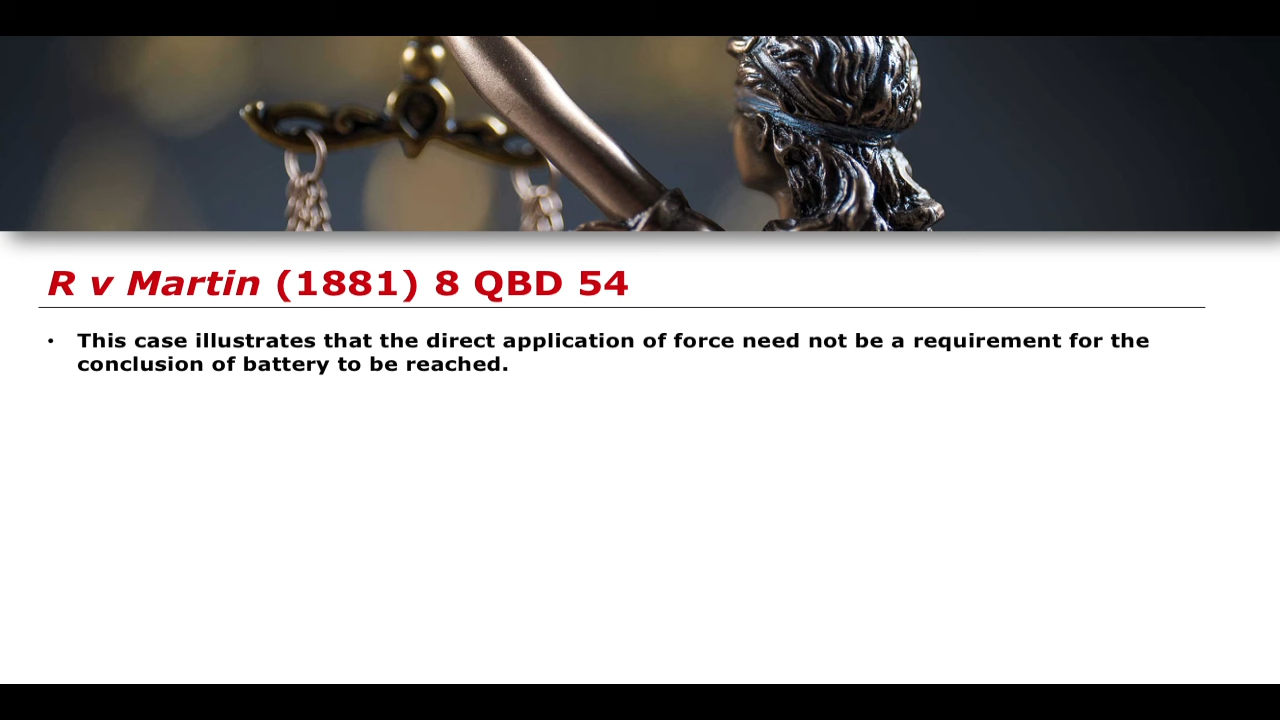 R v Martin (1881) 8 QBD 54
• This case illustrates that the direct application of force need not be a requirement for the
conclusion of battery to be reached.